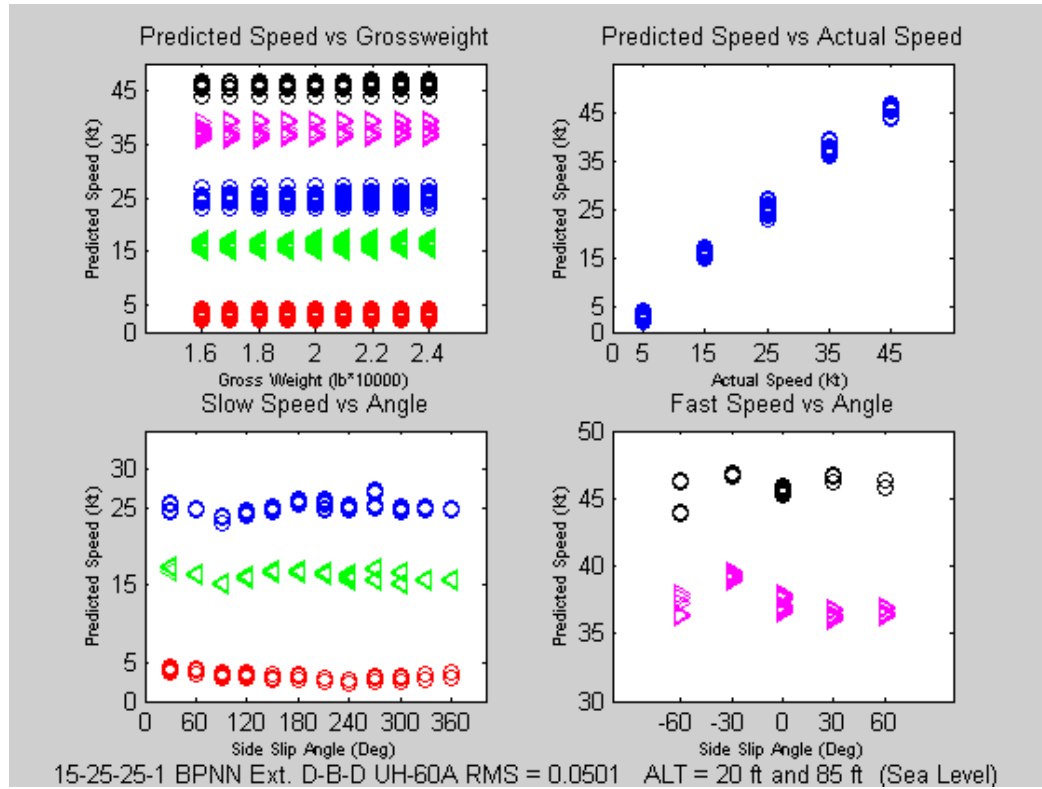 Predicted Speed vs Grossweight
Predicted Speed (Kt)
45
35
25
15
5
0
1.6 1.8 2 2.2 2.4
Gross Weight (lb*10000)
Predicted Speed vs Actual Speed
Predicted Speed (Kt)
45
35
25
15
5
0
0 5 15 25 35 45
Actual Speed (Kt)
Slow Speed vs Angle
Predicted Speed (Kt)
30
25
15
5
0
0 60 120 180 240 300 360
Side Slip Angle (Deg)
Fast Speed vs Angle
Predicted Speed (Kt)
50
45
40
35
30
-60 -30 0 30 60
Side Slip Angle (Deg)
15-25-25-1 BPNN Ext. D-B-D UH-60A RMS = 0.0501 ALT = 20 ft and 85 ft (Sea Level)